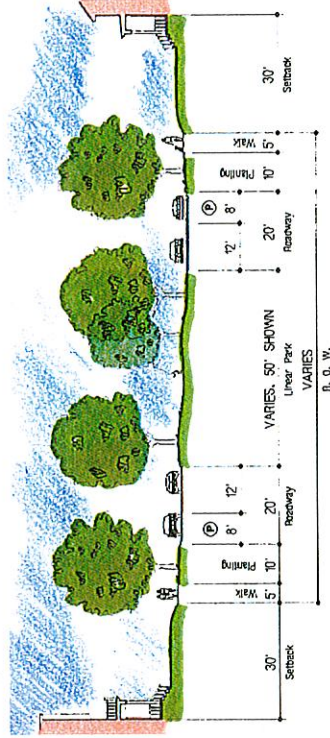 30'
Setback
5'
Walk
10'
Planting
P
8'
12'
20'
Roadway
VARIES. 50' SHOWN
Linear Park
12'
P
8'
20'
Roadway
10'
Planting
5'
Walk
30'
Setback
VARIES
R. O. W.